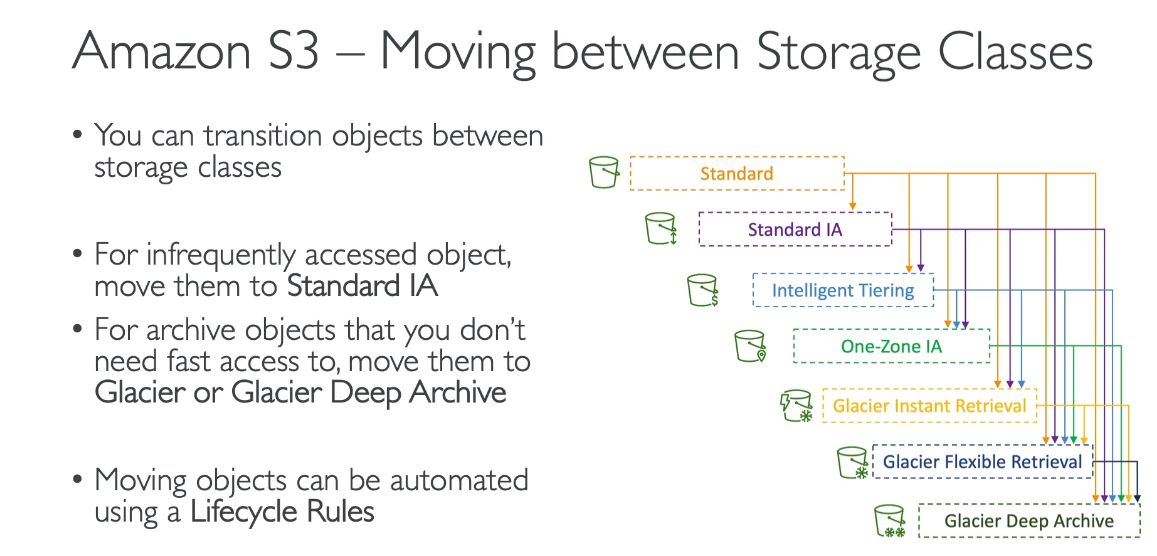 Amazon S3 – Moving between Storage Classes
• You can transition objects between
storage classes
• For infrequently accessed object,
move them to Standard IA
• For archive objects that you don’t
need fast access to, move them to
Glacier or Glacier Deep Archive
• Moving objects can be automated
using a Lifecycle Rules
Standard
Standard IA
Intelligent Tiering
One-Zone IA
Glacier Instant Retrieval
Glacier Flexible Retrieval
Glacier Deep Archive